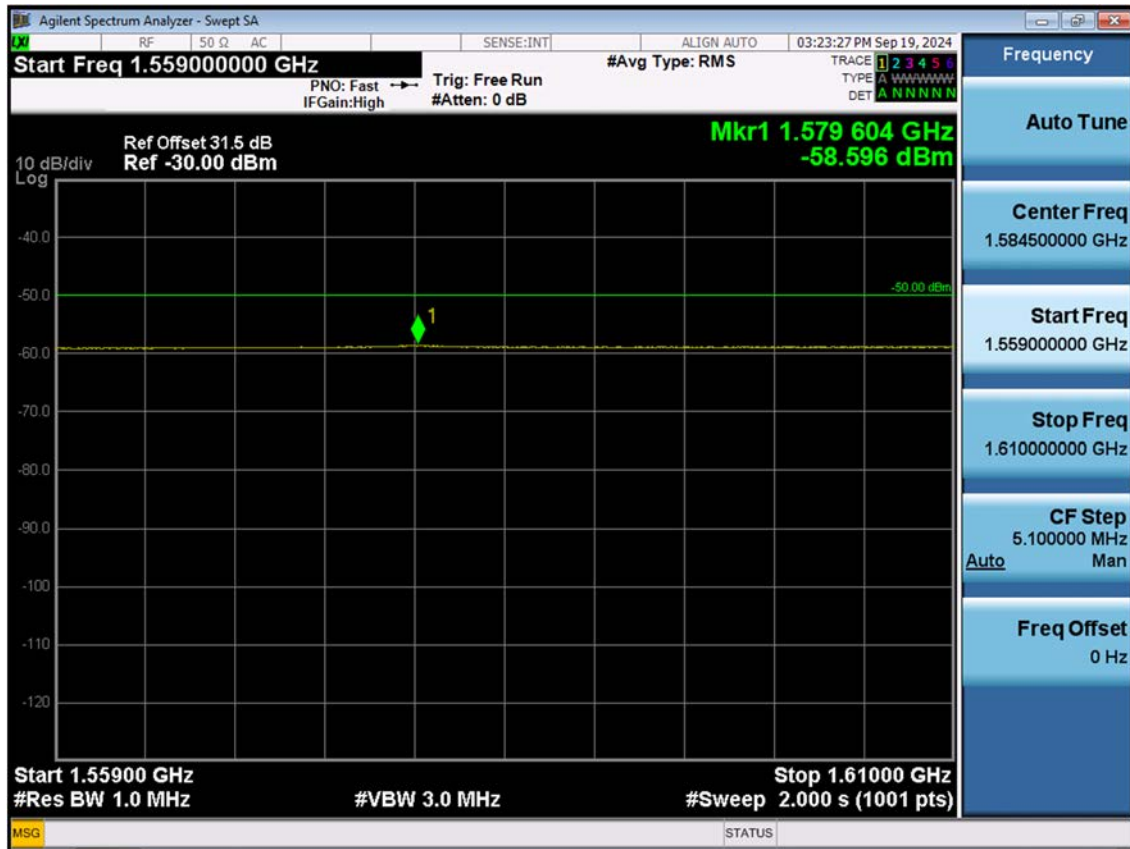 Agilent Spectrum Analyzer - Swept SA
LXI RF 50 Ω AC SENSE:INT ALIGN AUTO 03:23:27 PM Sep 19, 2024
Start Freq 1.559000000 GHz
PNO: Fast
IFGain:High
Trig: Free Run
#Atten: 0 dB
#Avg Type: RMS
TRACE 1 2 3 4 5 6
TYPE A WWWWW
DET A N N N N N
Mkr1 1.579 604 GHz
-58.596 dBm
Ref Offset 31.5 dB
10 dB/div Ref -30.00 dBm
Log
-40.0
-50.0
-50.00 dBm
1
-60.0
-70.0
-80.0
-90.0
-100
-110
-120
Start 1.55900 GHz Stop 1.61000 GHz
#Res BW 1.0 MHz #VBW 3.0 MHz #Sweep 2.000 s (1001 pts)
MSG STATUS
Frequency
Auto Tune
Center Freq
1.584500000 GHz
Start Freq
1.559000000 GHz
Stop Freq
1.610000000 GHz
CF Step
5.100000 MHz
Auto Man
Freq Offset
0 Hz